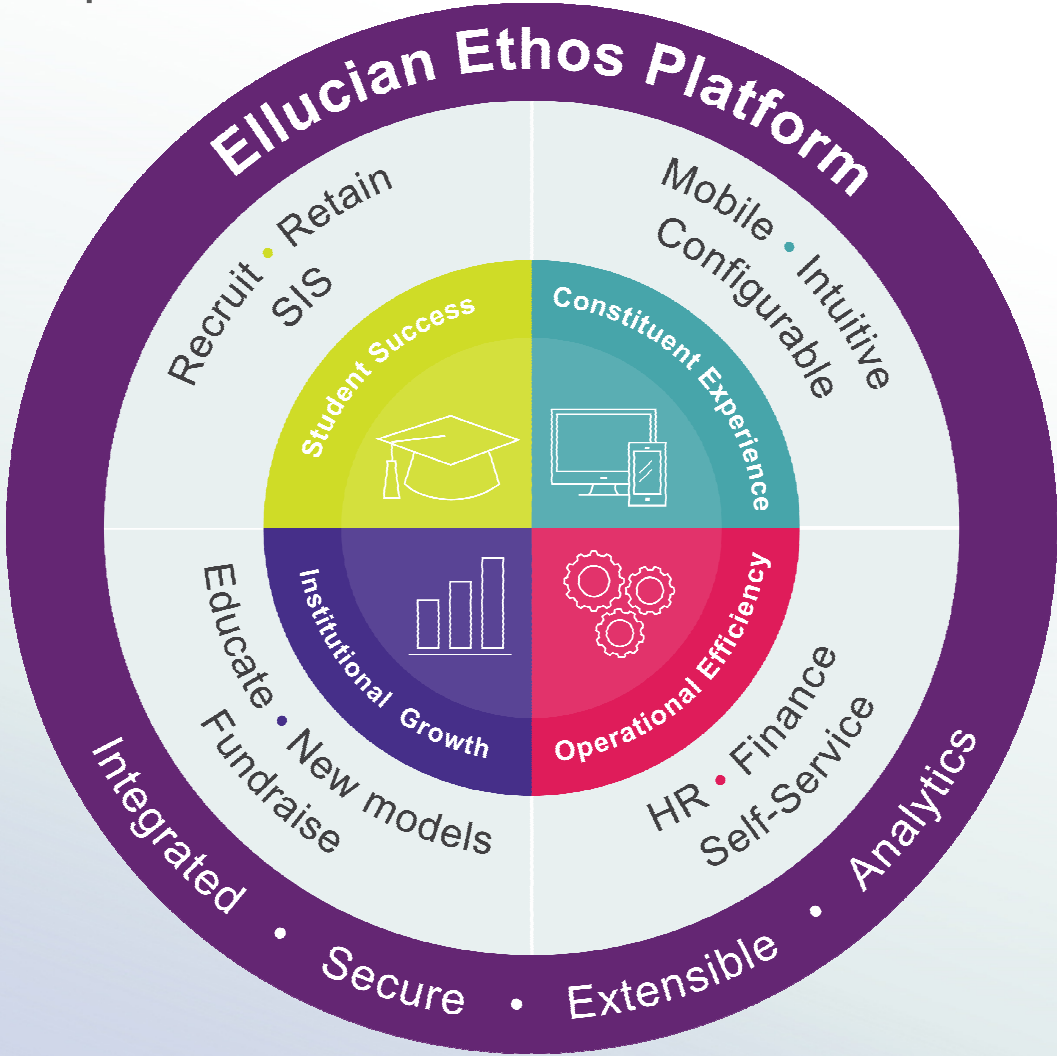 Ellucian Ethos Platform
Recruit • Retain
SIS
Mobile • Intuitive
Configurable
Student Success
Constituent Experience
Institutional Growth
Operational Efficiency
Educate • New models
Fundraise
HR • Finance
Self-Service
Integrated • Secure • Extensible • Analytics